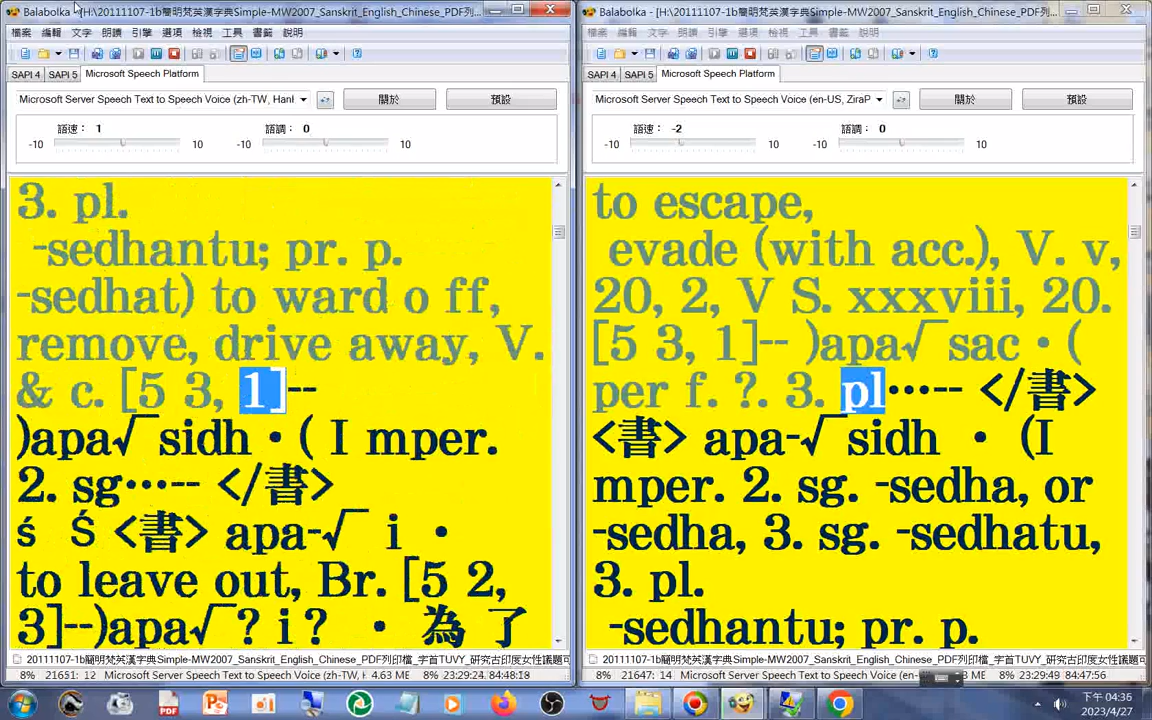 Balabolka - [H:\20111107-1b簡明梵英漢字典Simple-MW2007_Sanskrit_English_Chinese_PDF列...
檔案 編輯 文字 朗讀 引擎 選項 檢視 工具 書籤 說明
SAPI 4 SAPI 5 Microsoft Speech Platform
Microsoft Server Speech Text to Speech Voice (zh-TW, Hanl
關於
預設
語速： 1
語調： 0
-10 10 -10 10
3. pl.
-sedhantu; pr. p.
-sedhat) to ward o ff,
remove, drive away, V.
& c. [5 3, 1]--
)apa√sidh • ( I mper.
2. sg…-- </書>
ś Ś <書> apa-√ i •
to leave out, Br. [5 2,
3]--)apa√? i ? • 為了
20111107-1b簡明梵英漢字典Simple-MW2007_Sanskrit_English_Chinese_PDF列印檔_字首TUVY_研究古印度女性議題可
21651: 12 Microsoft Speech Platform: Microsoft Server Speech Text to Speech Voice (zh-TW, H 4.63 MB 8% 23:29:24/84:48:18
Balabolka - [H:\20111107-1b簡明梵英漢字典Simple-MW2007_Sanskrit_English_Chinese_PDF列...
檔案 編輯 文字 朗讀 引擎 選項 檢視 工具 書籤 說明
SAPI 4 SAPI 5 Microsoft Speech Platform
Microsoft Server Speech Text to Speech Voice (en-US, ZiraP
關於
預設
語速： -2
語調： 0
-10 10 -10 10
to escape,
evade (with acc.), V. v,
20, 2, V S. xxxviii, 20.
[5 3, 1]-- )apa√sac • (
per f. ?. 3. pl…-- </書>
<書> apa-√sidh • (I
mper. 2. sg. -sedha, or
-sedha, 3. sg. -sedhatu,
3. pl.
-sedhantu; pr. p.
20111107-1b簡明梵英漢字典Simple-MW2007_Sanskrit_English_Chinese_PDF列印檔_字首TUVY_研究古印度女性議題可
21647: 14 Microsoft Server Speech Text to Speech Voice 8% 23:29:49/84:47:56
下午 04:36
2023/4/27